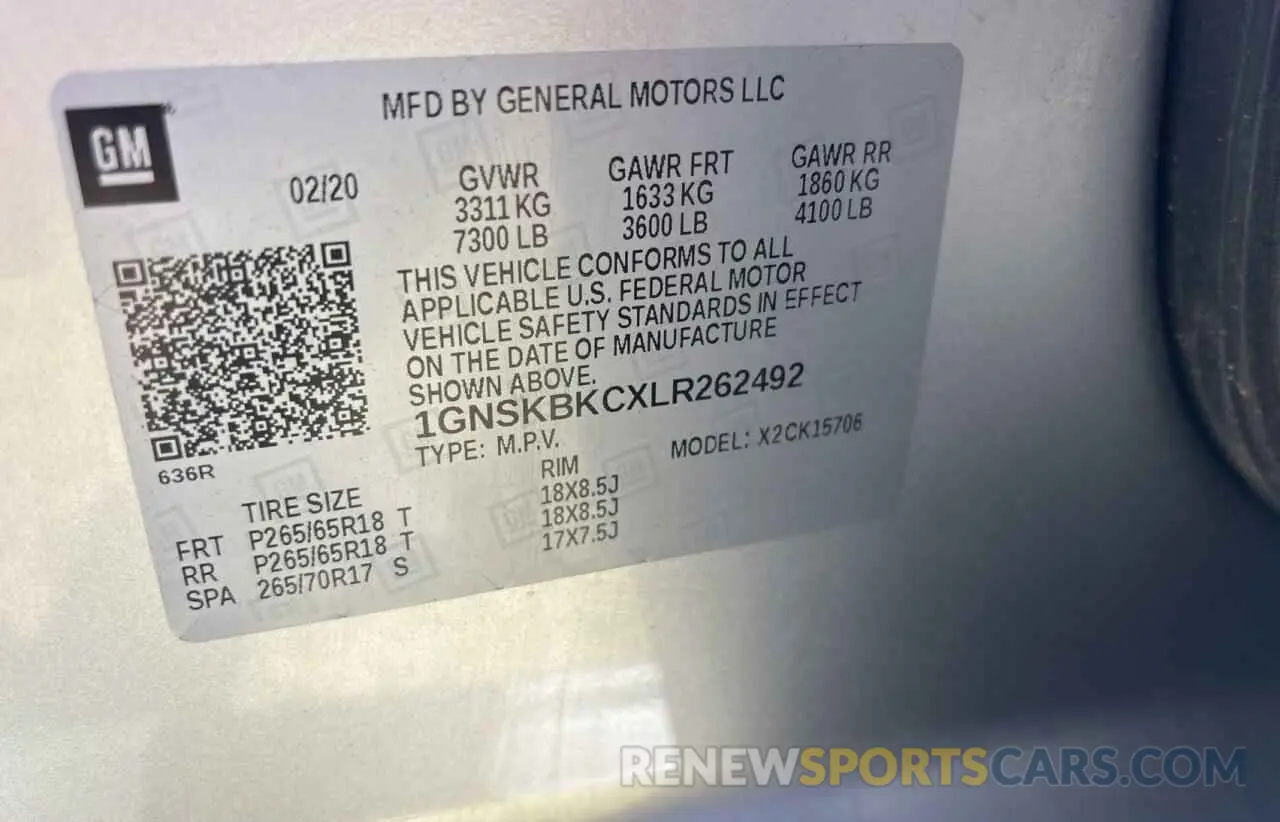 MFD BY GENERAL MOTORS LLC
GM
02/20
GVWR GAWR FRT GAWR RR
3311 KG 1633 KG 1860 KG
7300 LB 3600 LB 4100 LB
THIS VEHICLE CONFORMS TO ALL
APPLICABLE U.S. FEDERAL MOTOR
VEHICLE SAFETY STANDARDS IN EFFECT
ON THE DATE OF MANUFACTURE
SHOWN ABOVE.
1GNSKBKCXLR262492
TYPE: M.P.V. MODEL: X2CK15706
636R
TIRE SIZE RIM
FRT P265/65R18 T 18X8.5J
RR P265/65R18 T 18X8.5J
SPA 265/70R17 S 17X7.5J
RENEWSPORTSCARS.COM